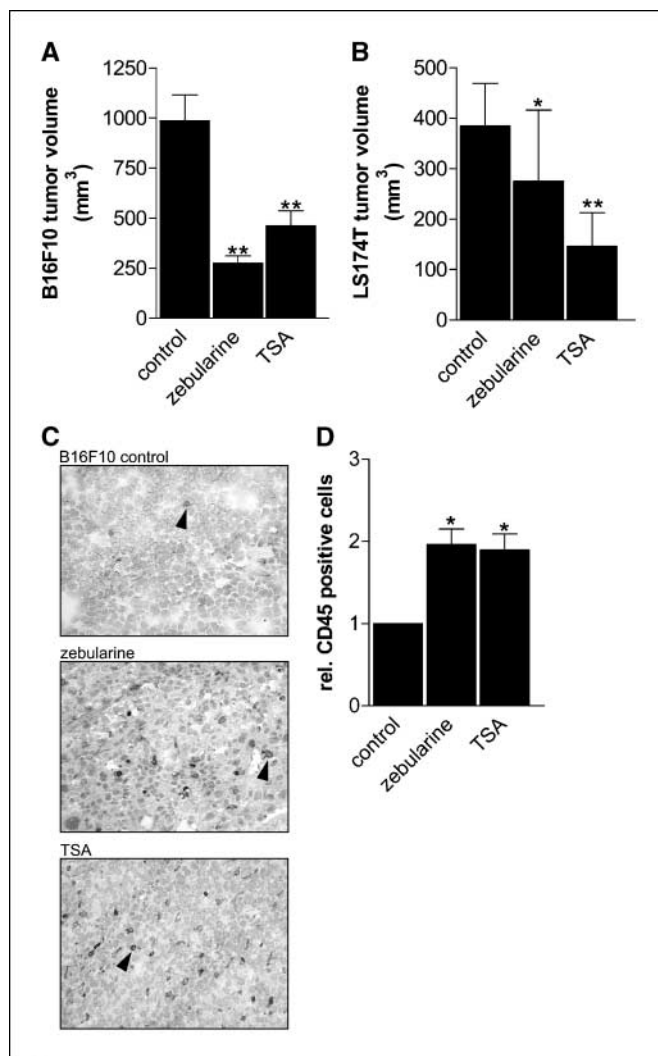 A
B16F10 tumor volume
(mm³)
1250
1000
750
500
250
0
**
**
control
zebularine
TSA
B
LS174T tumor volume
(mm³)
500
400
300
200
100
0
*
**
control
zebularine
TSA
C
B16F10 control
zebularine
TSA
D
rel. CD45 positive cells
3
2
1
0
*
*
control
zebularine
TSA